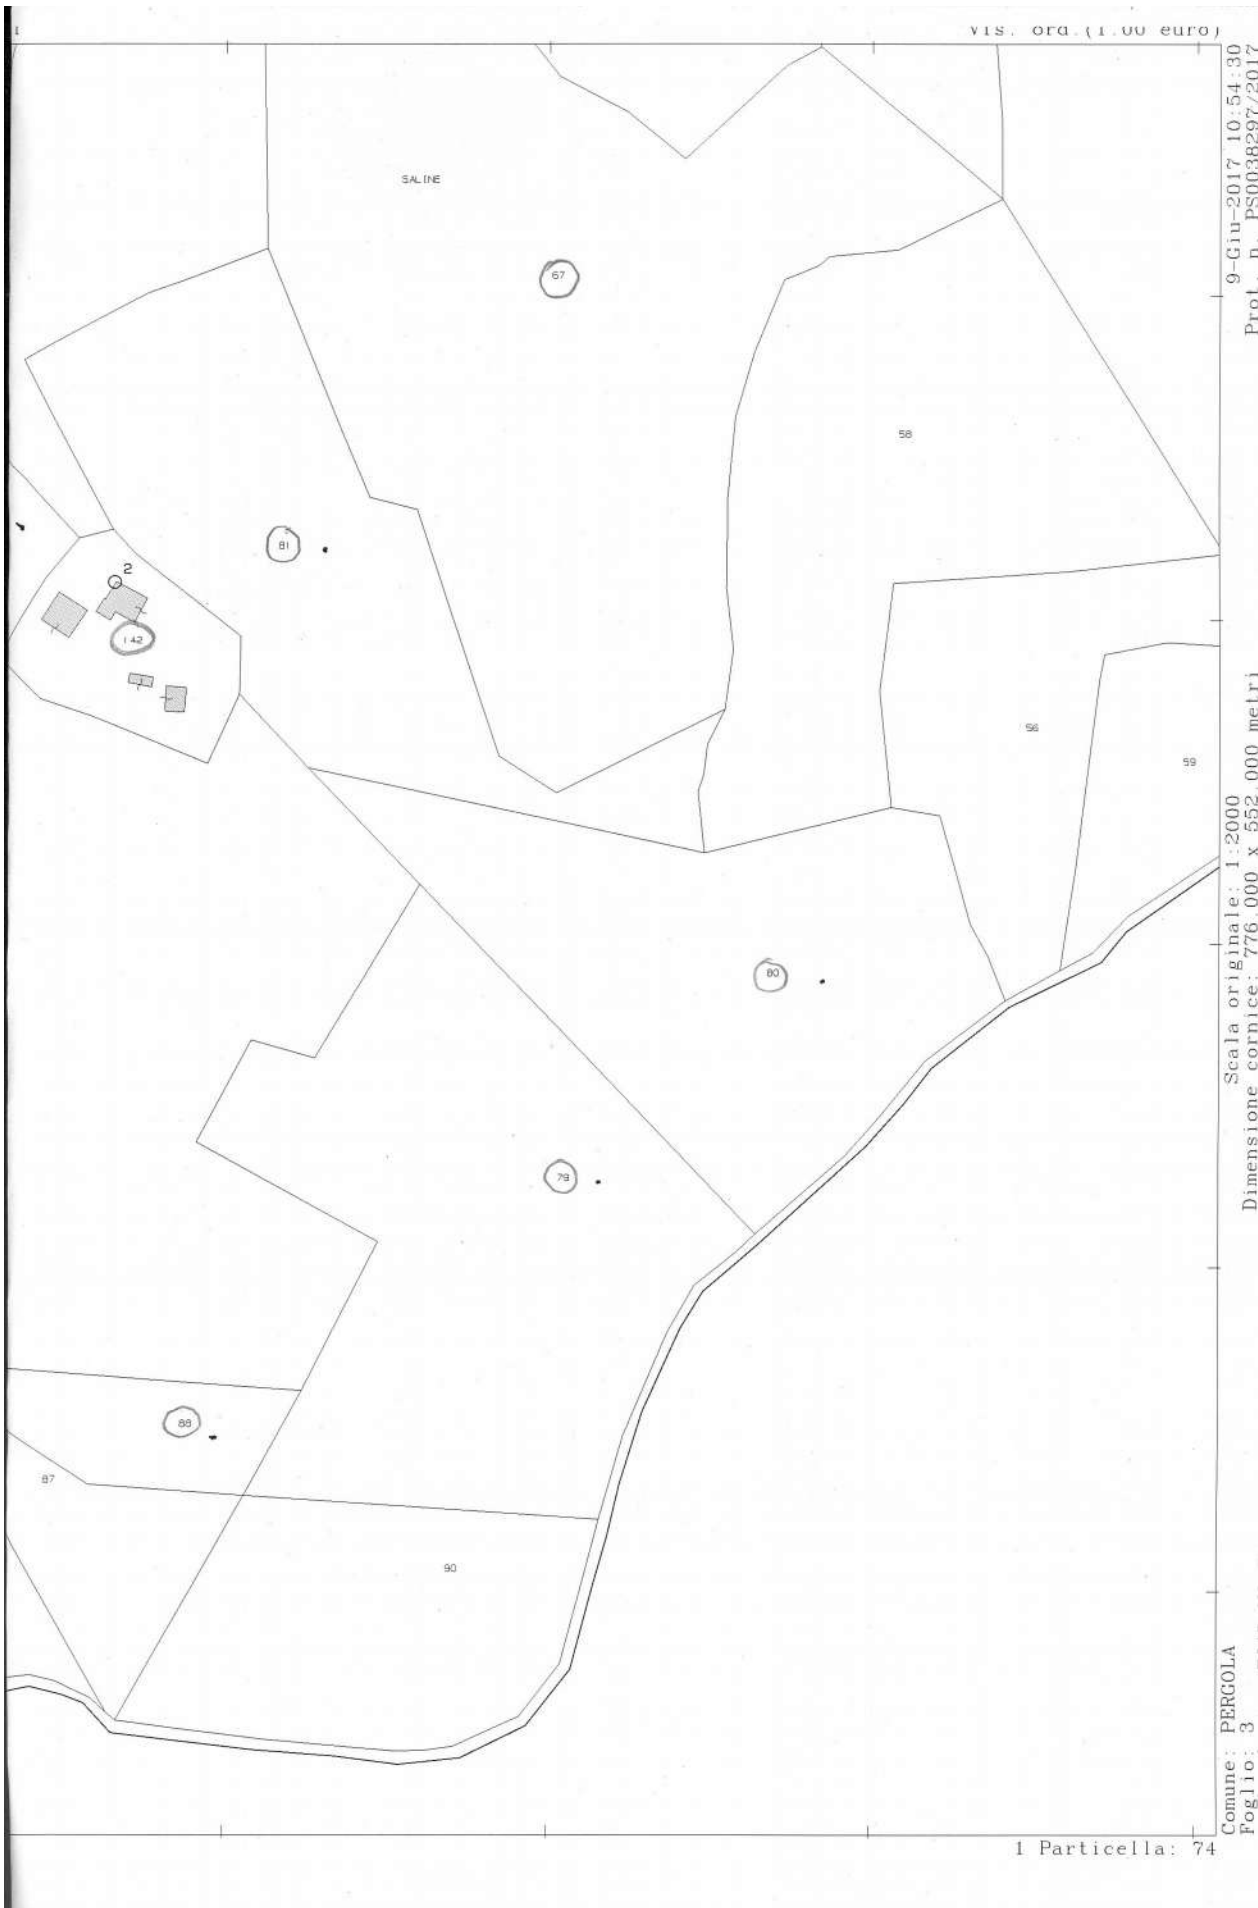 Vis. ord. (1.00 euro)
SALINE
67
58
81
2
142
56
59
80
79
88
87
90
9-Giu-2017 10:54:30
Prot. n. PS0038297/2017
Scala originale: 1:2000
Dimensione cornice: 776.000 x 552.000 metri
Comune: PERGOLA
Foglio: 3
1 Particella: 74